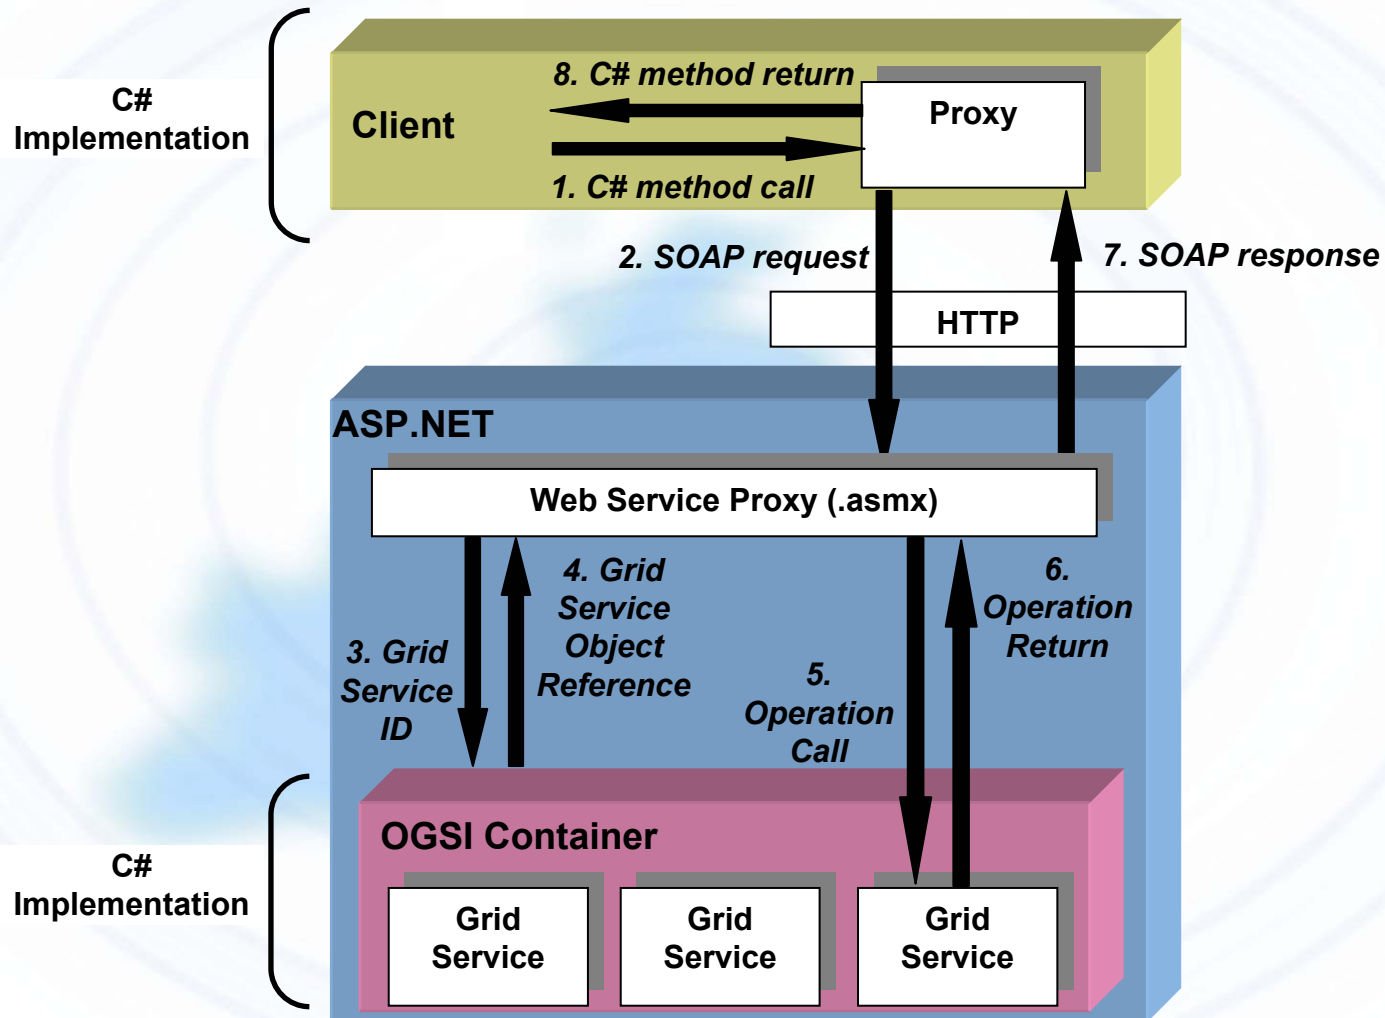 C#
Implementation
Client
8. C# method return
Proxy
1. C# method call
2. SOAP request
7. SOAP response
HTTP
ASP.NET
Web Service Proxy (.asmx)
3. Grid
Service
ID
4. Grid
Service
Object
Reference
5.
Operation
Call
6.
Operation
Return
C#
Implementation
OGSI Container
Grid
Service
Grid
Service
Grid
Service